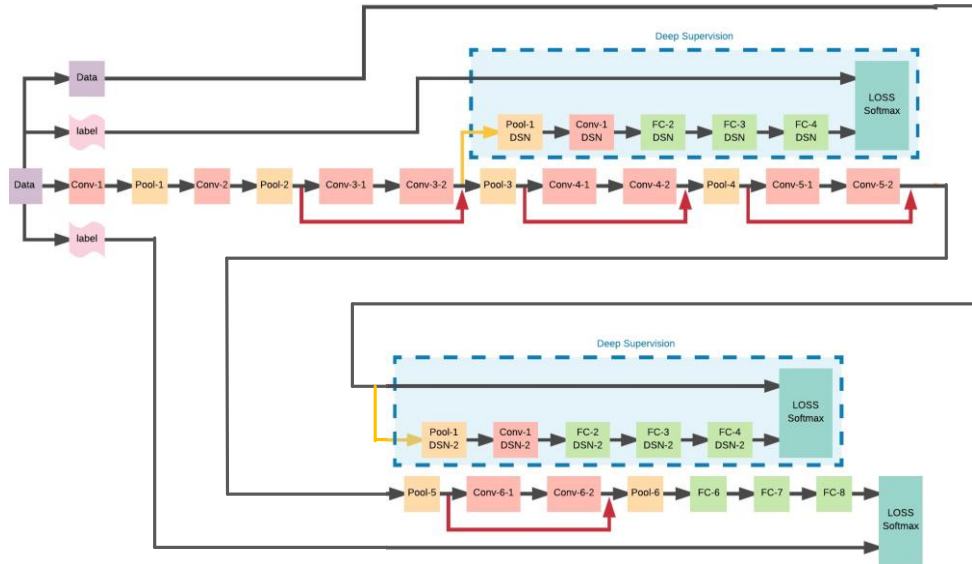 Deep Supervision
Data
LOSS
Softmax
label
Pool-1
DSN
Conv-1
DSN
FC-2
DSN
FC-3
DSN
FC-4
DSN
Data
Conv-1
Pool-1
Conv-2
Pool-2
Conv-3-1
Conv-3-2
Pool-3
Conv-4-1
Conv-4-2
Pool-4
Conv-5-1
Conv-5-2
label
Deep Supervision
LOSS
Softmax
Pool-1
DSN-2
Conv-1
DSN-2
FC-2
DSN-2
FC-3
DSN-2
FC-4
DSN-2
Pool-5
Conv-6-1
Conv-6-2
Pool-6
FC-6
FC-7
FC-8
LOSS
Softmax